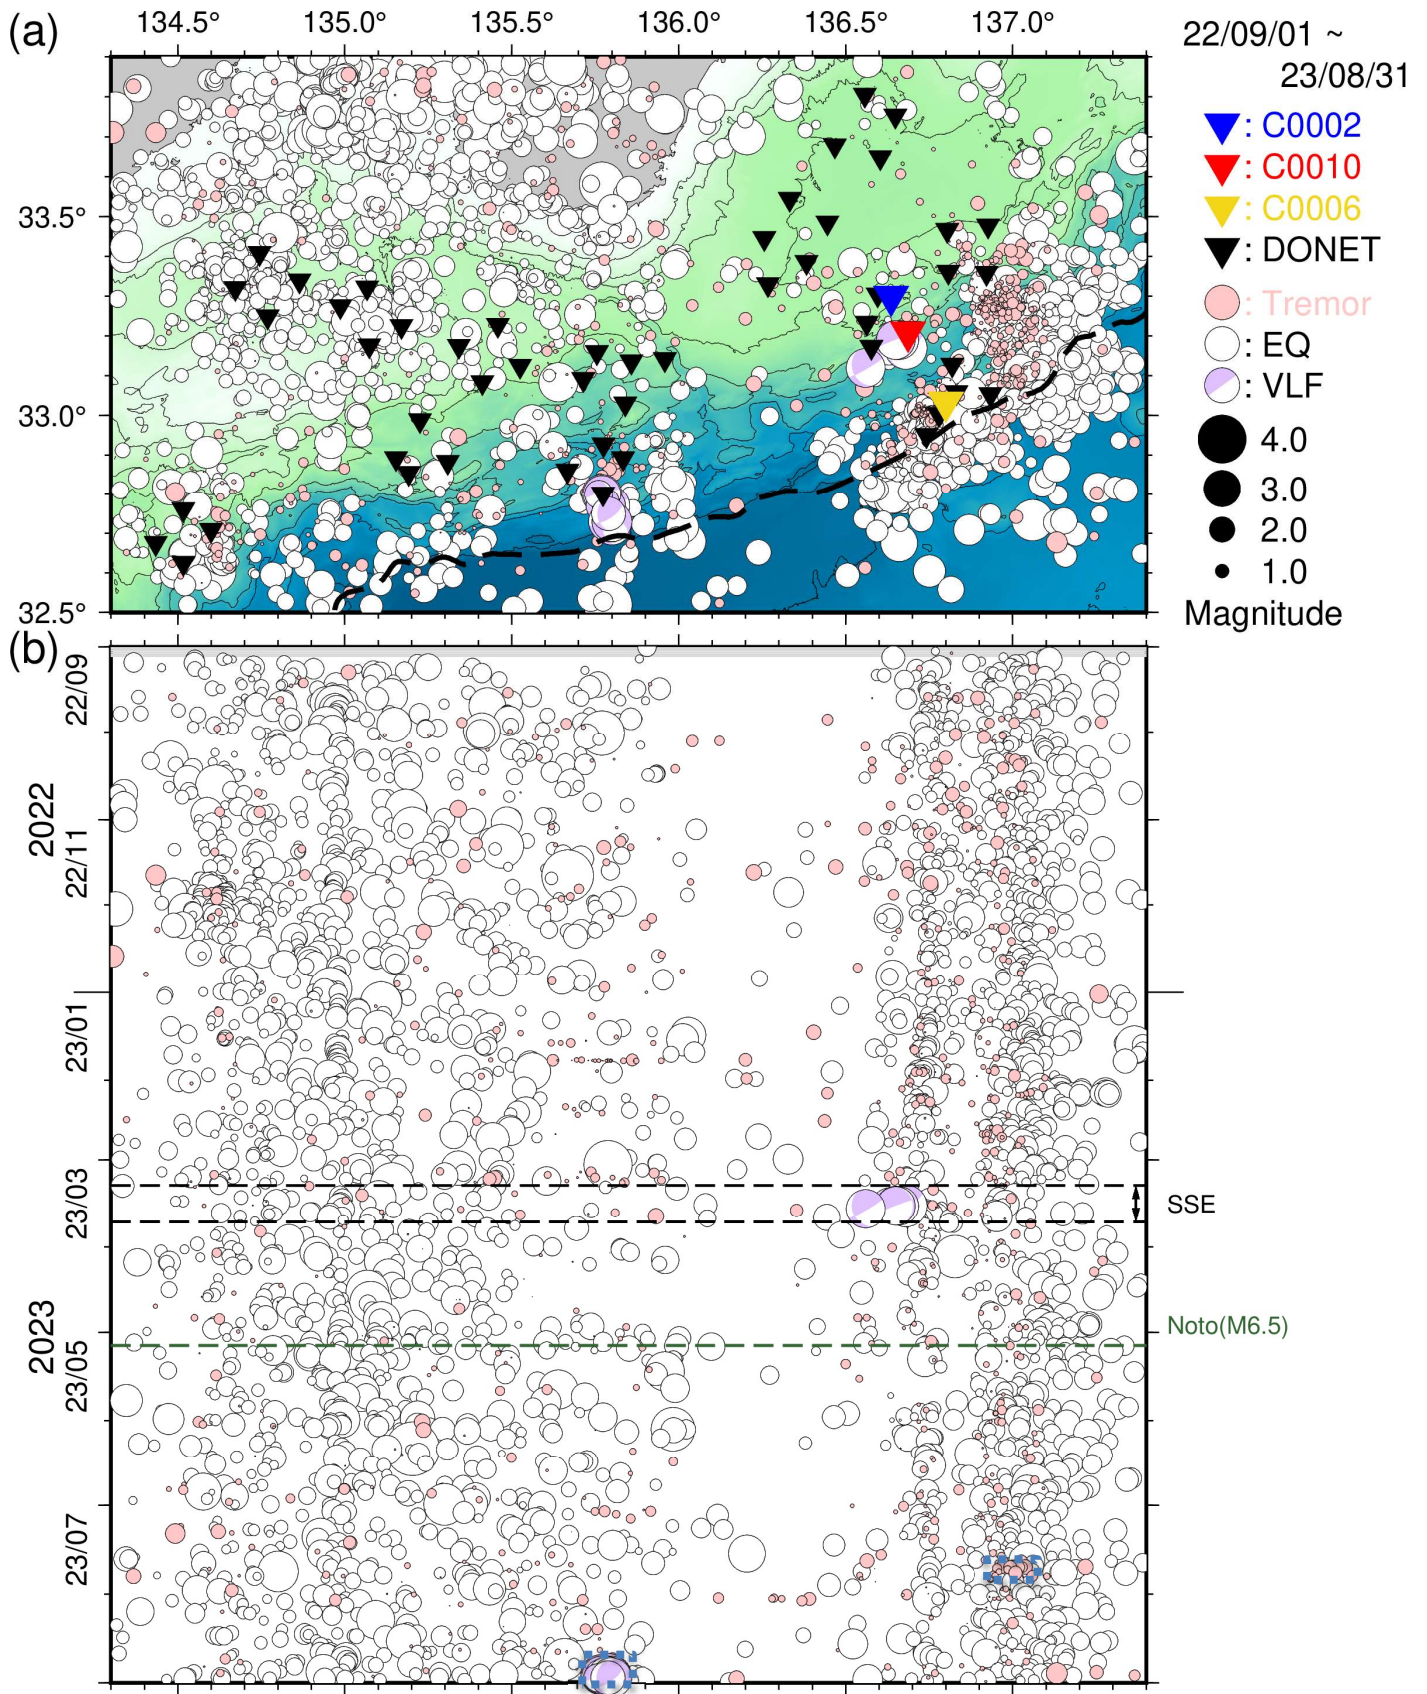 (a)
134.5° 135.0° 135.5° 136.0° 136.5° 137.0°
33.5°
33.0°
32.5°
22/09/01 ~
23/08/31
: C0002
: C0010
: C0006
: DONET
: Tremor
: EQ
: VLF
4.0
3.0
2.0
1.0
Magnitude
(b)
22/09
2022
22/11
23/01
23/03
2023
23/05
23/07
SSE
Noto(M6.5)